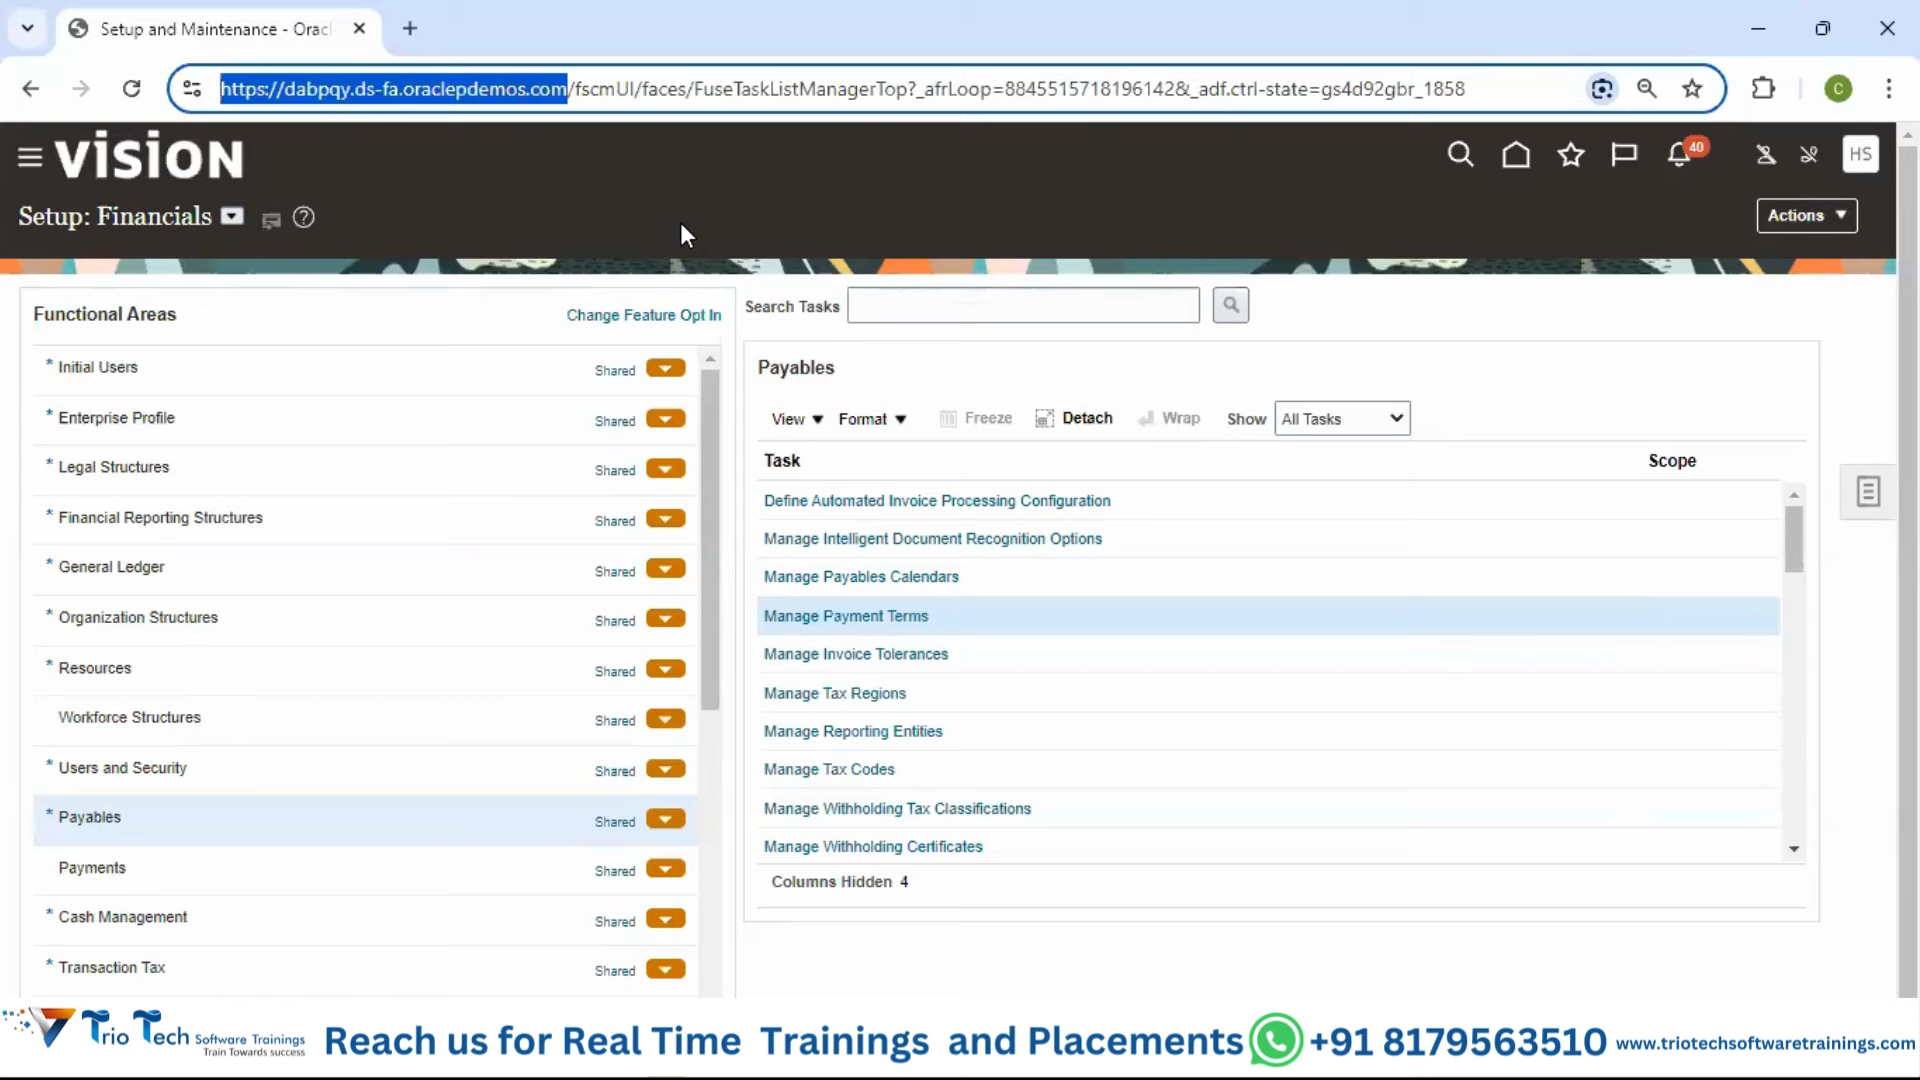 Setup and Maintenance - Orac
https://dabpqy.ds-fa.oraclepdemos.com/fscmUI/faces/FuseTaskListManagerTop?_afrLoop=8845515718196142&_adf.ctrl-state=gs4d92gbr_1858
C
VISION
40
HS
Setup: Financials
Actions
Functional Areas
Change Feature Opt In
* Initial Users Shared
* Enterprise Profile Shared
* Legal Structures Shared
* Financial Reporting Structures Shared
* General Ledger Shared
* Organization Structures Shared
* Resources Shared
Workforce Structures Shared
* Users and Security Shared
* Payables Shared
Payments Shared
* Cash Management Shared
* Transaction Tax Shared
Search Tasks
Payables
View Format Freeze Detach Wrap Show All Tasks
Task Scope
Define Automated Invoice Processing Configuration
Manage Intelligent Document Recognition Options
Manage Payables Calendars
Manage Payment Terms
Manage Invoice Tolerances
Manage Tax Regions
Manage Reporting Entities
Manage Tax Codes
Manage Withholding Tax Classifications
Manage Withholding Certificates
Columns Hidden 4
Trio Tech Software Trainings
Train Towards success
Reach us for Real Time Trainings and Placements +91 8179563510 www.triotechsoftwaretrainings.com